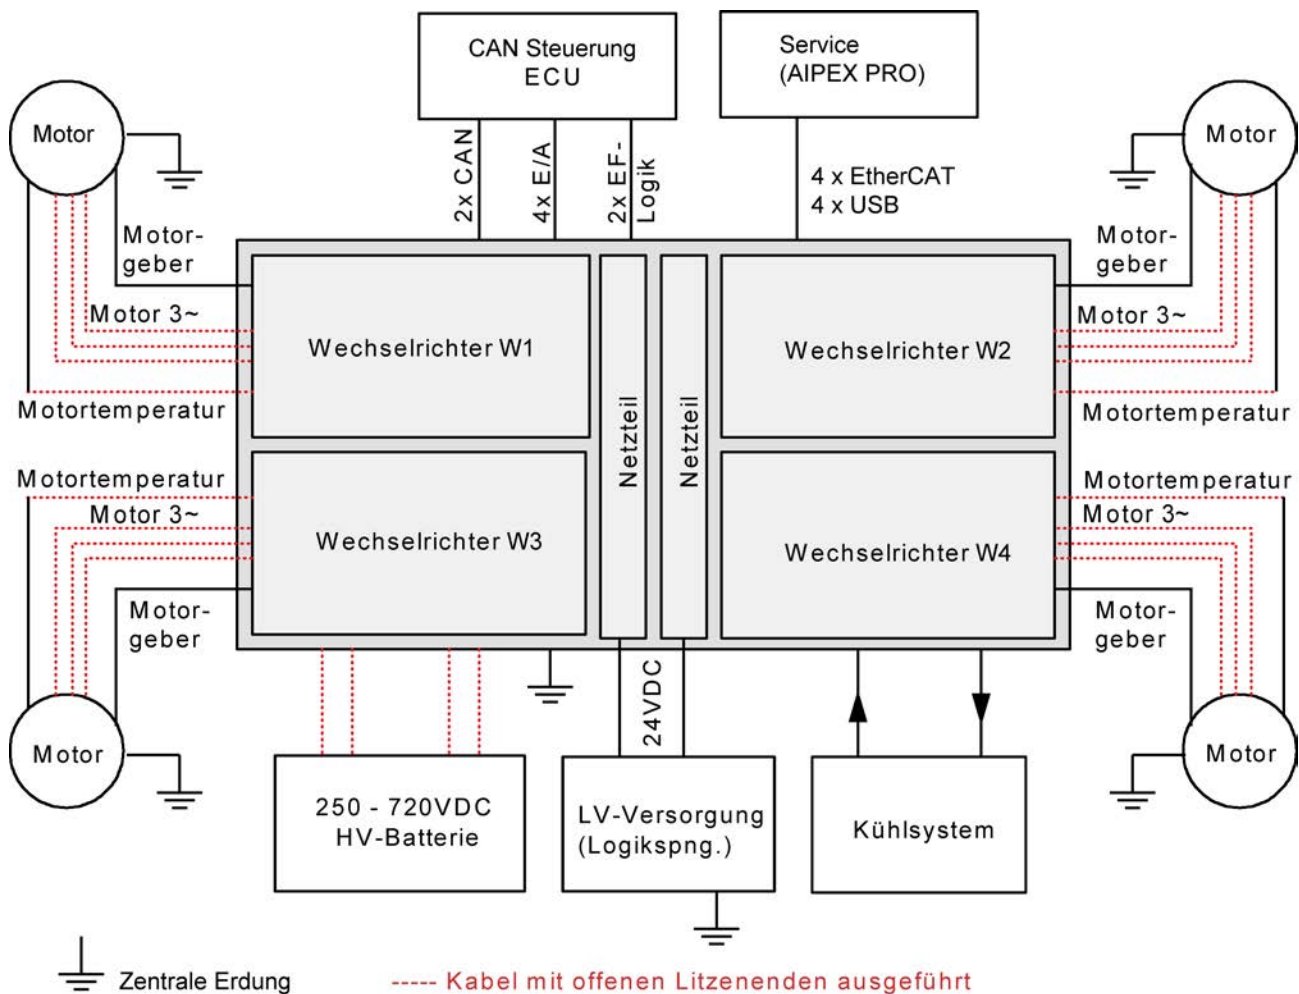 CAN Steuerung
ECU
Service
(AIPEX PRO)
Motor
Motor
2x CAN
4x E/A
2x EF-
Logik
4 x EtherCAT
4 x USB
Motor-
geber
Motor-
geber
Motor 3~
Motor 3~
Wechselrichter W1
Wechselrichter W2
Motortemperatur
Motortemperatur
Netzteil
Netzteil
Motortemperatur
Motortemperatur
Motor 3~
Motor 3~
Wechselrichter W3
Wechselrichter W4
Motor-
geber
Motor-
geber
24VDC
Motor
Motor
250 - 720VDC
HV-Batterie
LV-Versorgung
(Logikspng.)
Kühlsystem
Zentrale Erdung
----- Kabel mit offenen Litzenenden ausgeführt